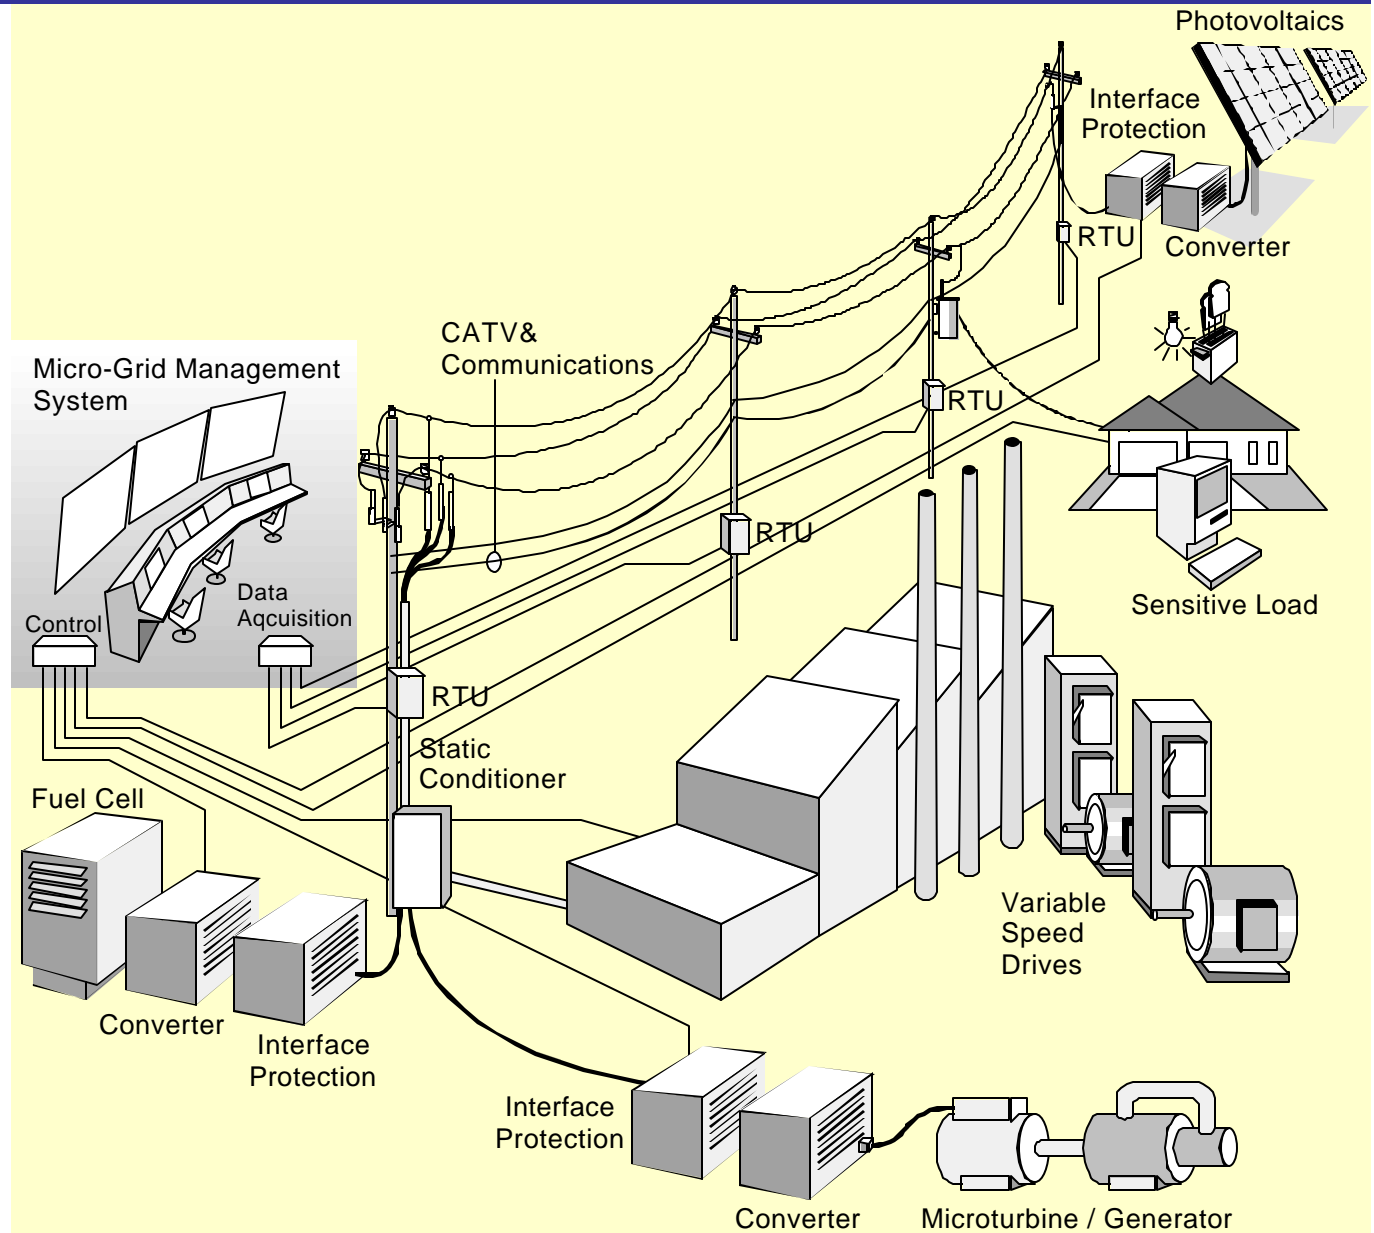 Photovoltaics
Interface
Protection
RTU
Converter
CATV&
Communications
Micro-Grid Management
System
RTU
RTU
Data
Aqcuisition
Control
Sensitive Load
RTU
Static
Conditioner
Fuel Cell
Variable
Speed
Drives
Converter
Interface
Protection
Interface
Protection
Converter
Microturbine / Generator